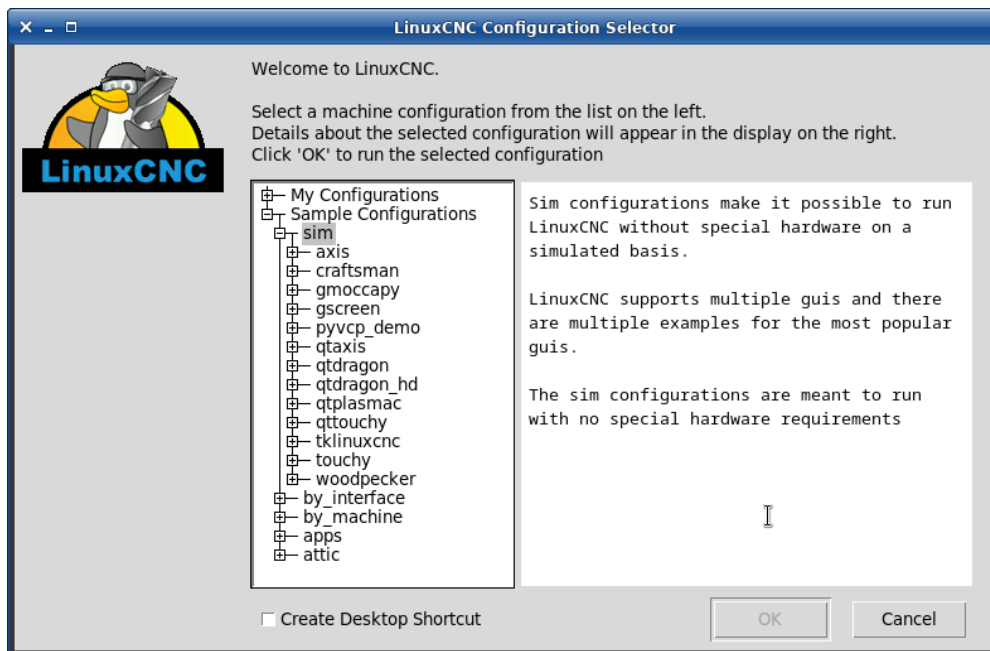 LinuxCNC Configuration Selector
LinuxCNC
Welcome to LinuxCNC.
Select a machine configuration from the list on the left.
Details about the selected configuration will appear in the display on the right.
Click 'OK' to run the selected configuration
My Configurations
Sample Configurations
sim
axis
craftsman
gmoccapy
gscreen
pyvcp_demo
qtaxis
qtdragon
qtdragon_hd
qtplasmac
qttouchy
tklinuxcnc
touchy
woodpecker
by_interface
by_machine
apps
attic
Sim configurations make it possible to run
LinuxCNC without special hardware on a
simulated basis.
LinuxCNC supports multiple guis and there
are multiple examples for the most popular
guis.
The sim configurations are meant to run
with no special hardware requirements
Create Desktop Shortcut
OK
Cancel